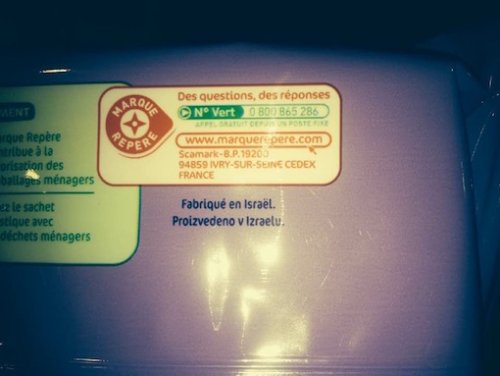 MENT
rque Repère
ntribue à la
orisation des
ballages ménagers
ez le sachet
stique avec
déchets ménagers
MARQUE
REPÈRE
Des questions, des réponses
N° Vert 0 800 865 286
APPEL GRATUIT DEPUIS UN POSTE FIXE
www.marquerepere.com
Scamark-B.P.19200
94859 IVRY-SUR-SEINE CEDEX
FRANCE
Fabriqué en Israël.
Proizvedeno v Izraelu.